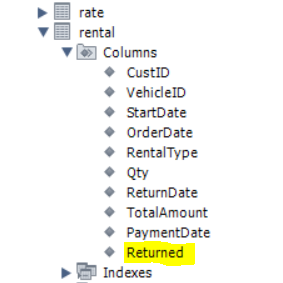 rate
rental
Columns
CustID
VehicleID
StartDate
OrderDate
RentalType
Qty
ReturnDate
TotalAmount
PaymentDate
Returned
Indexes